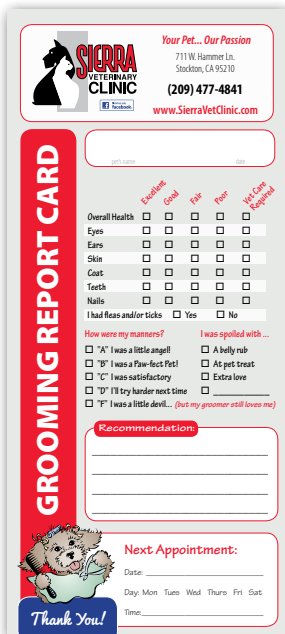 SIERRA
VETERINARY
CLINIC
facebook.
Your Pet... Our Passion
711 W. Hammer Ln.
Stockton, CA 95210
(209) 477-4841
www.SierraVetClinic.com
GROOMING REPORT CARD
pet's name date
Excellent Good Fair Poor Vet Care Required
Overall Health
Eyes
Ears
Skin
Coat
Teeth
Nails
I had fleas and/or ticks Yes No
How were my manners?
"A" I was a little angel!
"B" I was a Paw-fect Pet!
"C" I was satisfactory
"D" I'll try harder next time
"F" I was a little devil... (but my groomer still loves me)
I was spoiled with ...
A belly rub
At pet treat
Extra love
Recommendation:
Next Appointment:
Date:
Day: Mon Tues Wed Thurs Fri Sat
Time:
Thank You!